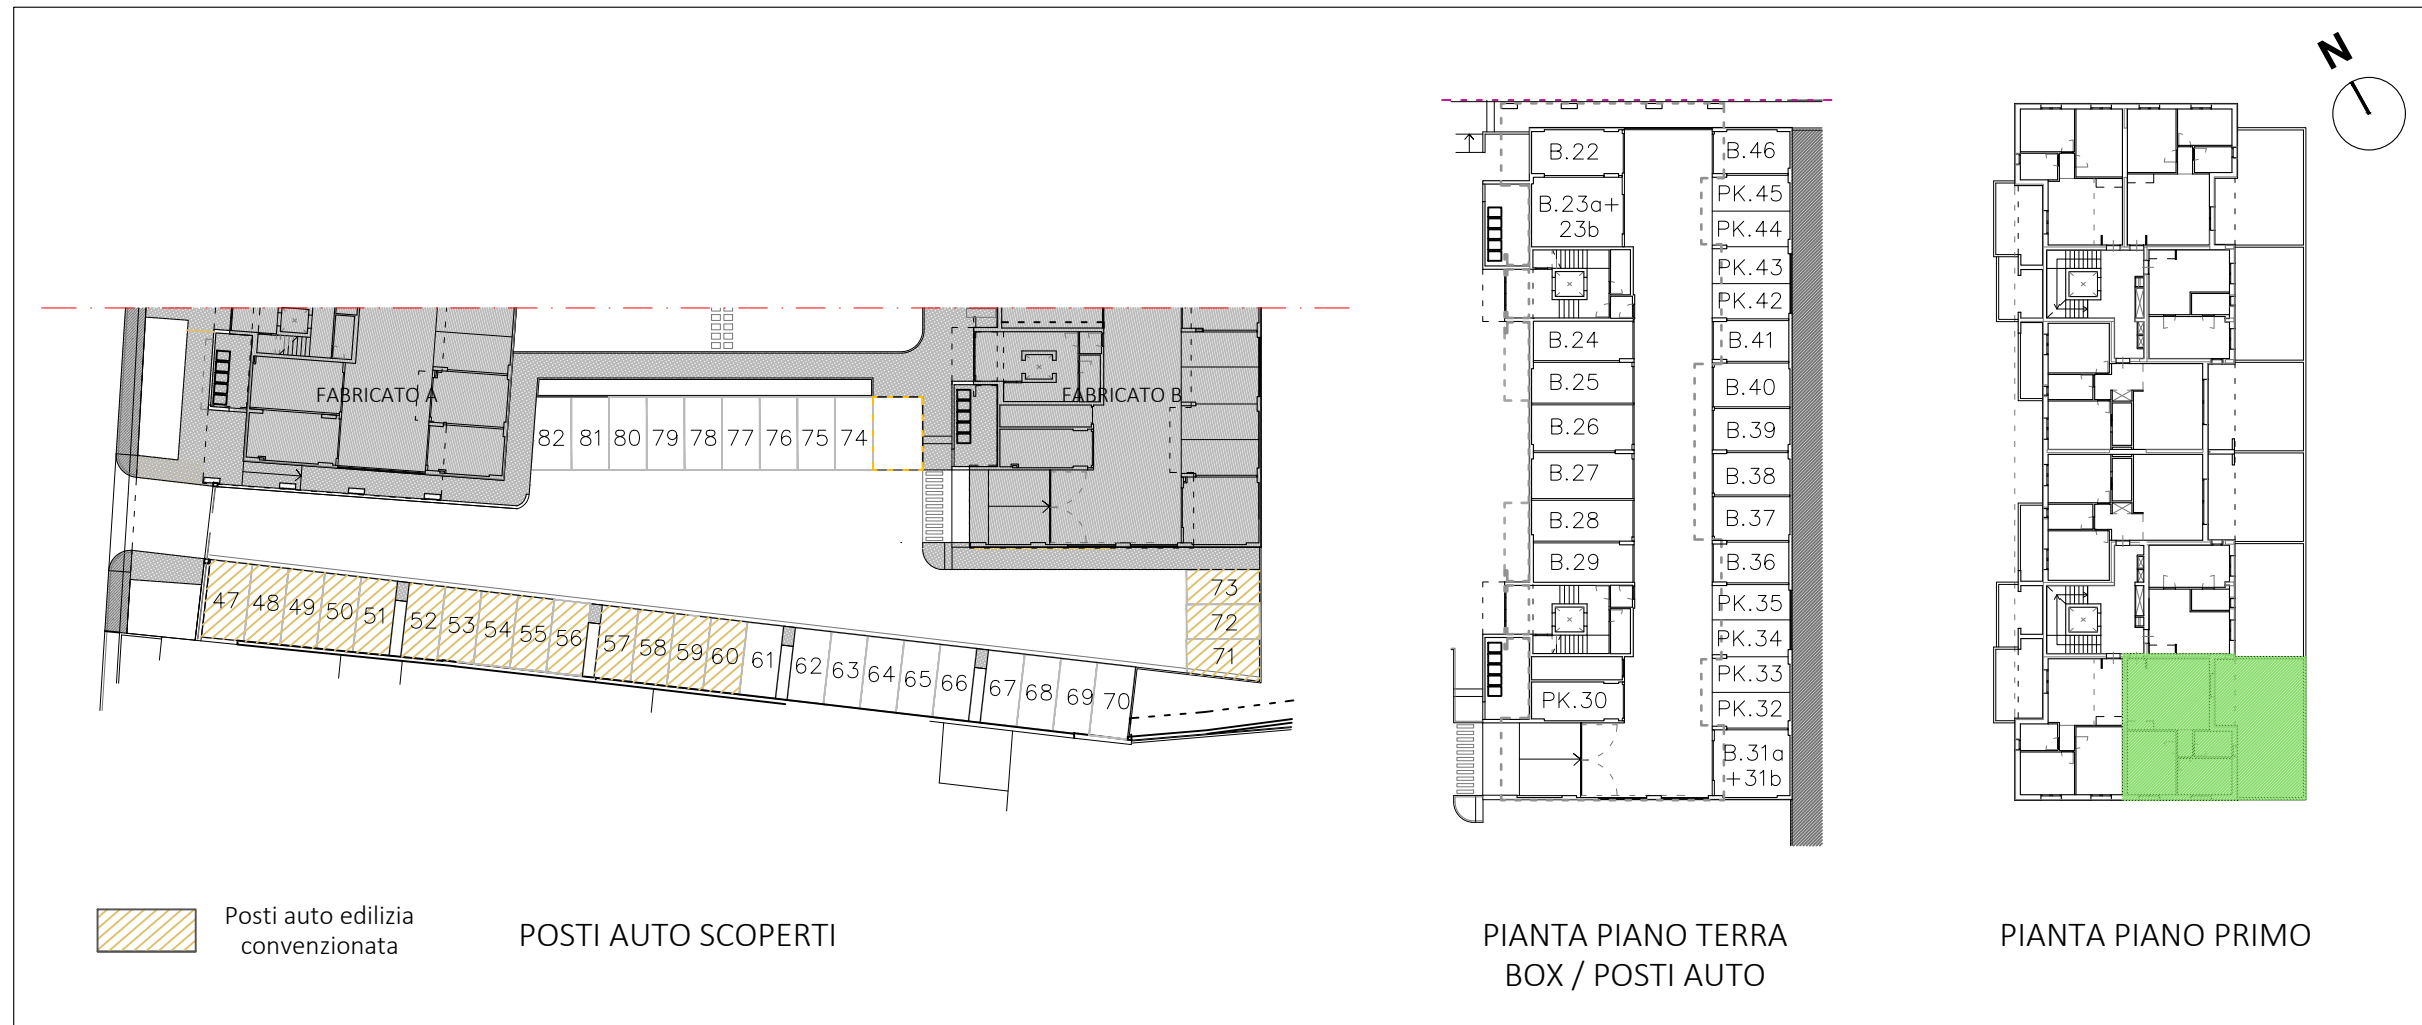 N
FABRICATO A
FABRICATO B
82 81 80 79 78 77 76 75 74
47 48 49 50 51 52 53 54 55 56 57 58 59 60 61 62 63 64 65 66 67 68 69 70
73
72
71
B.22
B.23a+
23b
B.24
B.25
B.26
B.27
B.28
B.29
PK.30
B.46
PK.45
PK.44
PK.43
PK.42
B.41
B.40
B.39
B.38
B.37
B.36
PK.35
PK.34
PK.33
PK.32
B.31a
+31b
Posti auto edilizia
convenzionata
POSTI AUTO SCOPERTI
PIANTA PIANO TERRA
BOX / POSTI AUTO
PIANTA PIANO PRIMO